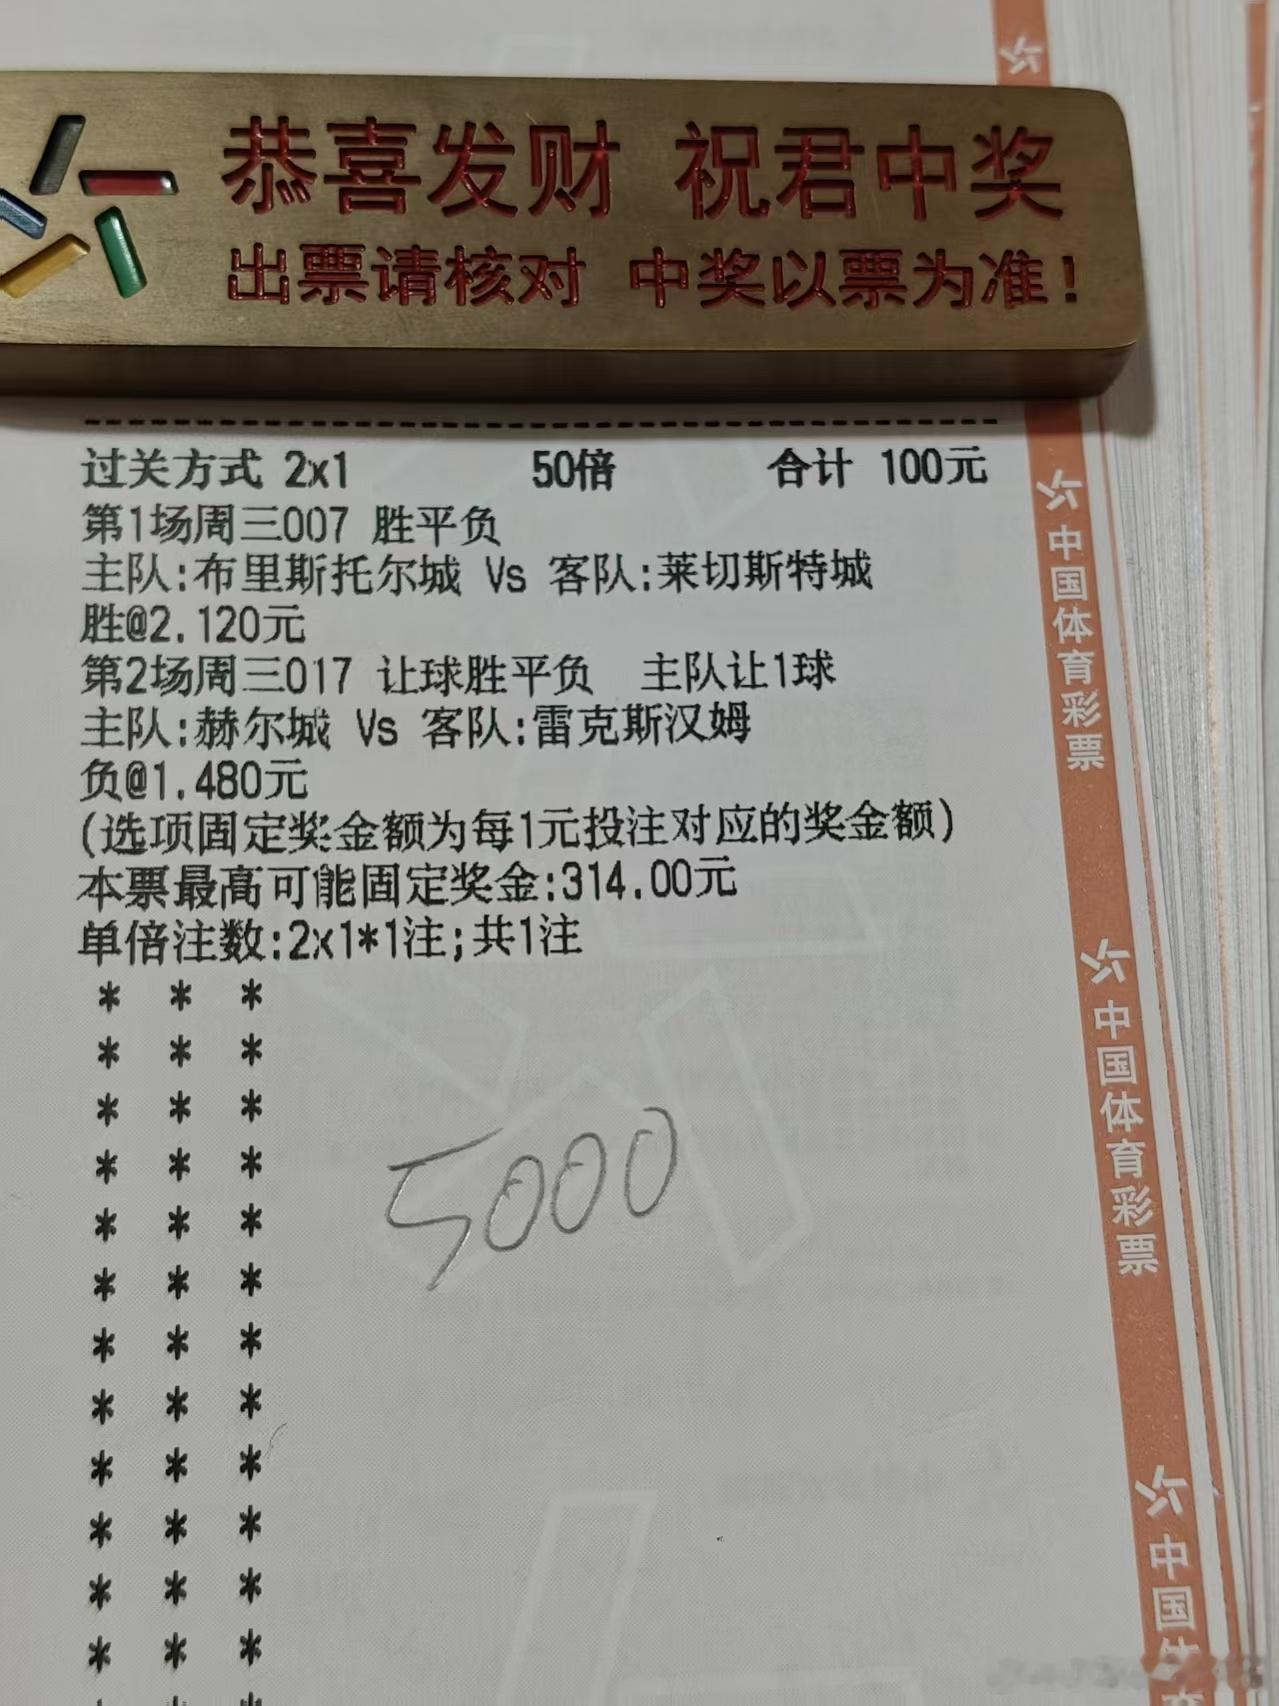 恭喜发财 祝君中奖
出票请核对 中奖以票为准!
过关方式 2x1 50倍 合计 100元
第1场周三007 胜平负
主队:布里斯托尔城 Vs 客队:莱切斯特城
胜@2.120元
第2场周三017 让球胜平负 主队让1球
主队:赫尔城 Vs 客队:雷克斯汉姆
负@1.480元
(选项固定奖金额为每1元投注对应的奖金额)
本票最高可能固定奖金:314.00元
单倍注数:2x1*1注;共1注
* * *
* * *
* * *
* * *
* * *
* * *
* * *
* * *
* * *
* * *
* * *
* * *
5000
中国体育彩票
中国体育彩票
中国体